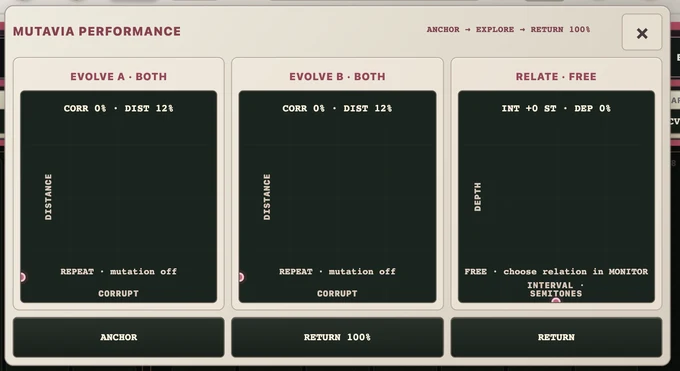 MUTAVIA PERFORMANCE
ANCHOR → EXPLORE → RETURN 100%
×
EVOLVE A · BOTH
CORR 0% · DIST 12%
DISTANCE
REPEAT · mutation off
CORRUPT
EVOLVE B · BOTH
CORR 0% · DIST 12%
DISTANCE
REPEAT · mutation off
CORRUPT
RELATE · FREE
INT +0 ST · DEP 0%
DEPTH
FREE · choose relation in MONITOR
INTERVAL ·
SEMITONES
ANCHOR
RETURN 100%
RETURN